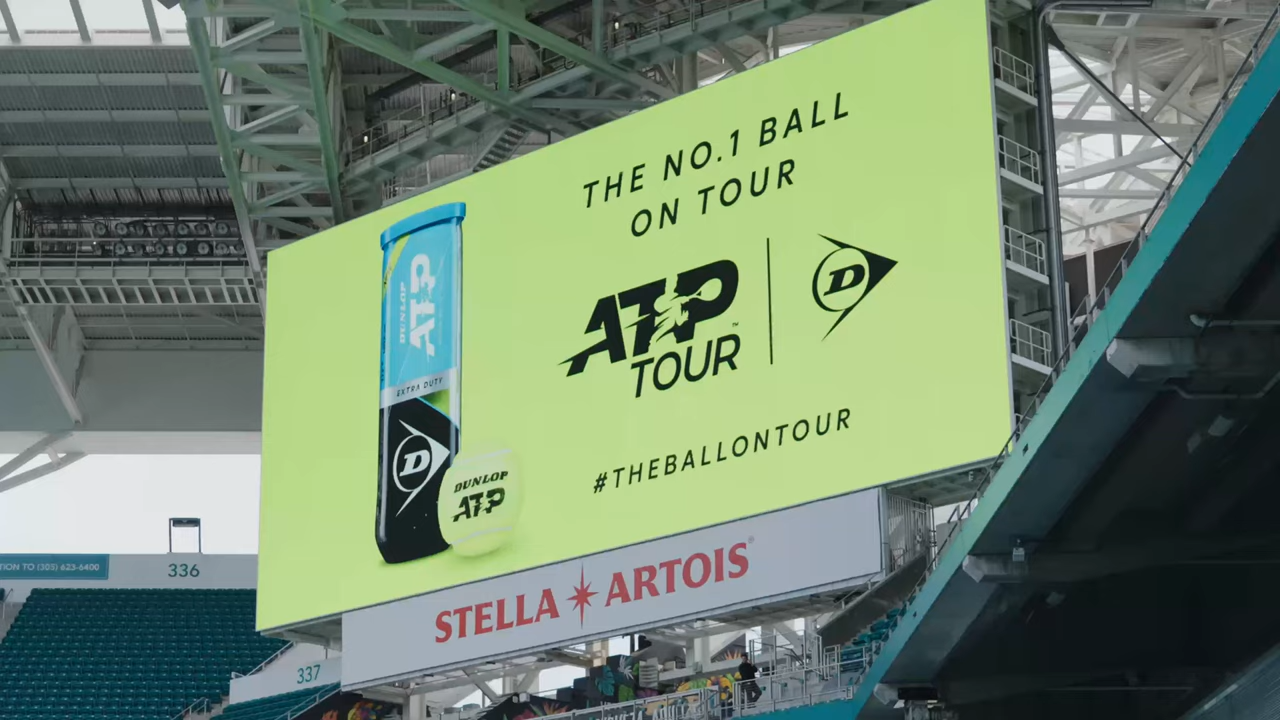 THE NO.1 BALL
ON TOUR
ATP
TOUR
D
#THEBALLONTOUR
DUNLOP
ATP
EXTRA DUTY
D
DUNLOP
ATP
STELLA ARTOIS
TION TO (305) 623-6400
336
337